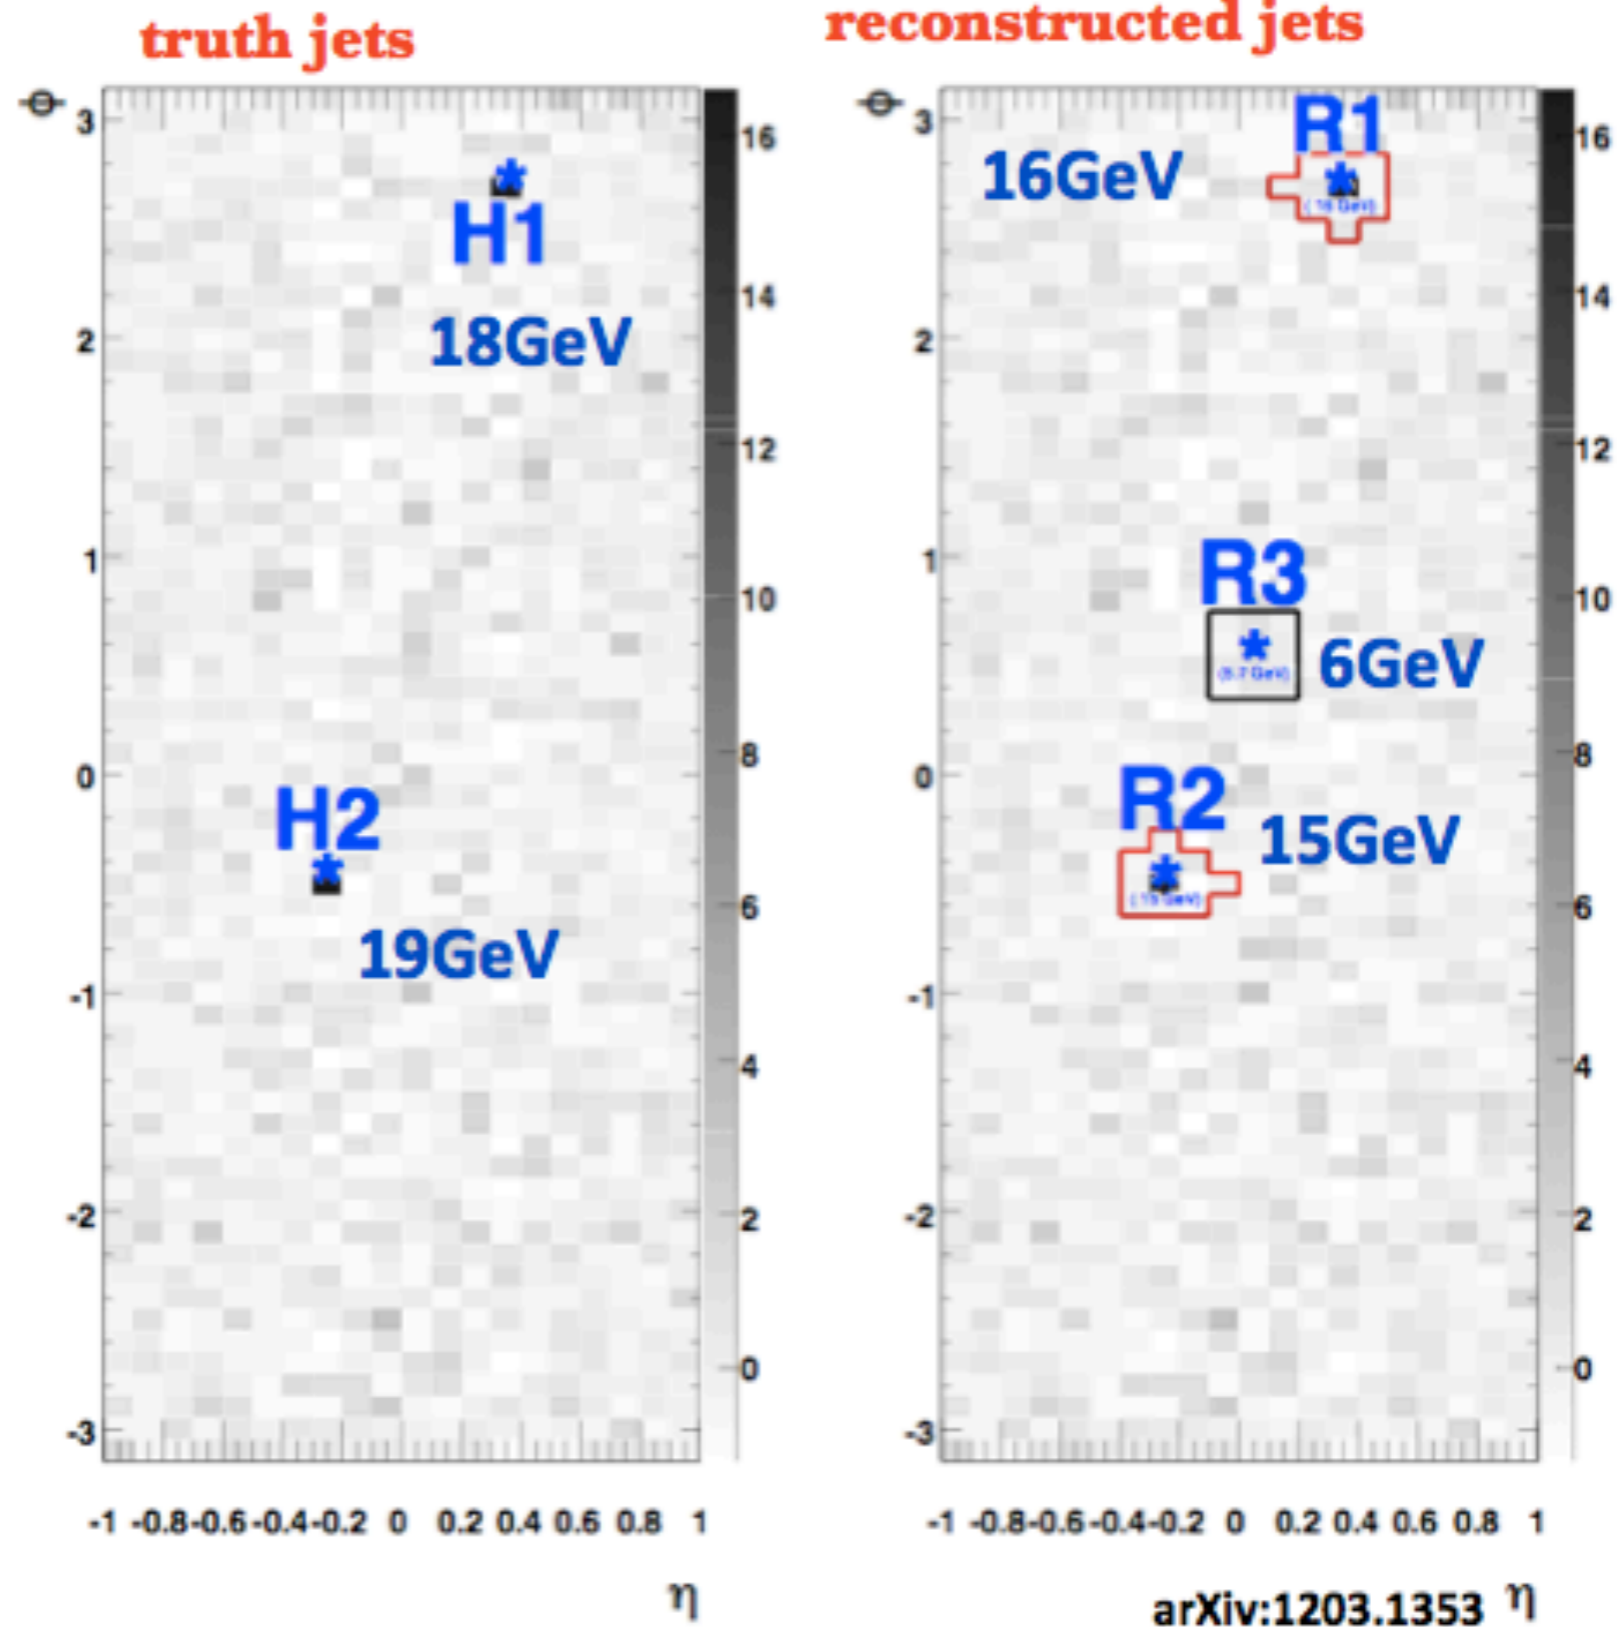 truth jets
reconstructed jets
ϕ
3
2
1
0
-1
-2
-3
H1
18GeV
H2
19GeV
16
14
12
10
8
6
4
2
0
-1 -0.8 -0.6 -0.4 -0.2 0 0.2 0.4 0.6 0.8 1
η
ϕ
3
2
1
0
-1
-2
-3
R1
16GeV
R3
6GeV
R2
15GeV
16
14
12
10
8
6
4
2
0
-1 -0.8 -0.6 -0.4 -0.2 0 0.2 0.4 0.6 0.8 1
η
arXiv:1203.1353